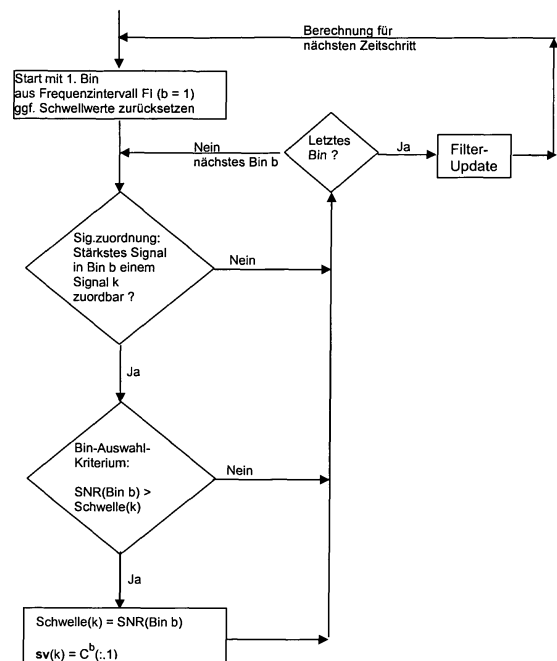 Berechnung für
nächsten Zeitschritt
Start mit 1. Bin
aus Frequenzintervall FI (b = 1)
ggf. Schwellwerte zurücksetzen
Letztes
Bin ?
Nein
nächstes Bin b
Ja
Filter-
Update
Sig.zuordnung:
Stärkstes Signal
in Bin b einem
Signal k
zuordbar ?
Nein
Ja
Bin-Auswahl-
Kriterium:
SNR(Bin b) >
Schwelle(k)
Nein
Ja
Schwelle(k) = SNR(Bin b)
sv(k) = C^b(:,1)